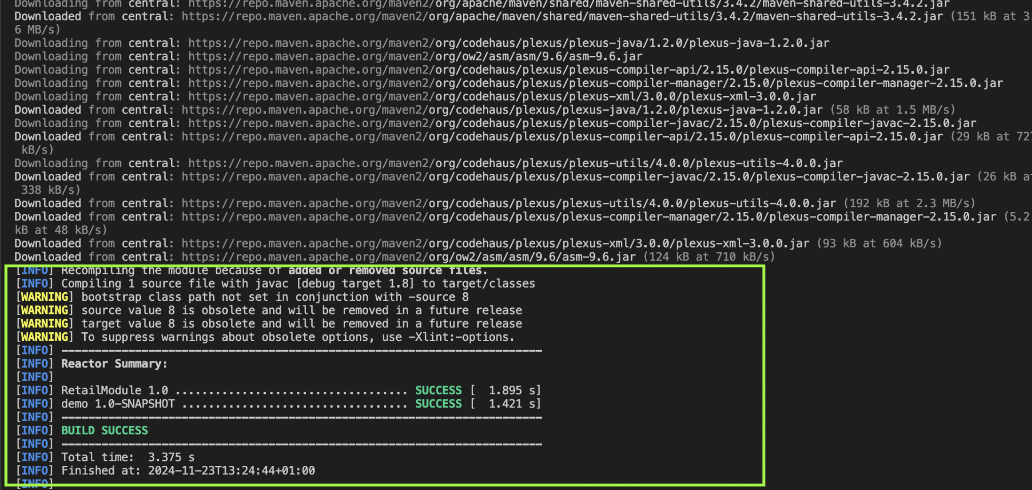 Downloading from central: https://repo.maven.apache.org/maven2/org/apache/maven/shared/maven-shared-utils/3.4.2/maven-shared-utils-3.4.2.jar
Downloaded from central: https://repo.maven.apache.org/maven2/org/apache/maven/shared/maven-shared-utils/3.4.2/maven-shared-utils-3.4.2.jar (151 kB at 3.
6 MB/s)
Downloading from central: https://repo.maven.apache.org/maven2/org/codehaus/plexus/plexus-java/1.2.0/plexus-java-1.2.0.jar
Downloading from central: https://repo.maven.apache.org/maven2/org/ow2/asm/asm/9.6/asm-9.6.jar
Downloading from central: https://repo.maven.apache.org/maven2/org/codehaus/plexus/plexus-compiler-api/2.15.0/plexus-compiler-api-2.15.0.jar
Downloading from central: https://repo.maven.apache.org/maven2/org/codehaus/plexus/plexus-compiler-manager/2.15.0/plexus-compiler-manager-2.15.0.jar
Downloading from central: https://repo.maven.apache.org/maven2/org/codehaus/plexus/plexus-xml/3.0.0/plexus-xml-3.0.0.jar
Downloaded from central: https://repo.maven.apache.org/maven2/org/codehaus/plexus/plexus-java/1.2.0/plexus-java-1.2.0.jar (58 kB at 1.5 MB/s)
Downloading from central: https://repo.maven.apache.org/maven2/org/codehaus/plexus/plexus-compiler-javac/2.15.0/plexus-compiler-javac-2.15.0.jar
Downloaded from central: https://repo.maven.apache.org/maven2/org/codehaus/plexus/plexus-compiler-api/2.15.0/plexus-compiler-api-2.15.0.jar (29 kB at 727
kB/s)
Downloading from central: https://repo.maven.apache.org/maven2/org/codehaus/plexus/plexus-utils/4.0.0/plexus-utils-4.0.0.jar
Downloaded from central: https://repo.maven.apache.org/maven2/org/codehaus/plexus/plexus-compiler-javac/2.15.0/plexus-compiler-javac-2.15.0.jar (26 kB at
338 kB/s)
Downloaded from central: https://repo.maven.apache.org/maven2/org/codehaus/plexus/plexus-utils/4.0.0/plexus-utils-4.0.0.jar (192 kB at 2.3 MB/s)
Downloaded from central: https://repo.maven.apache.org/maven2/org/codehaus/plexus/plexus-compiler-manager/2.15.0/plexus-compiler-manager-2.15.0.jar (5.2
kB at 48 kB/s)
Downloaded from central: https://repo.maven.apache.org/maven2/org/codehaus/plexus/plexus-xml/3.0.0/plexus-xml-3.0.0.jar (93 kB at 604 kB/s)
Downloaded from central: https://repo.maven.apache.org/maven2/org/ow2/asm/asm/9.6/asm-9.6.jar (124 kB at 710 kB/s)
[INFO] Recompiling the module because of added or removed source files.
[INFO] Compiling 1 source file with javac [debug target 1.8] to target/classes
[WARNING] bootstrap class path not set in conjunction with -source 8
[WARNING] source value 8 is obsolete and will be removed in a future release
[WARNING] target value 8 is obsolete and will be removed in a future release
[WARNING] To suppress warnings about obsolete options, use -Xlint:-options.
[INFO] ------------------------------------------------------------------------
[INFO] Reactor Summary:
[INFO]
[INFO] RetailModule 1.0 ................................... SUCCESS [  1.895 s]
[INFO] demo 1.0-SNAPSHOT .................................. SUCCESS [  1.421 s]
[INFO] ------------------------------------------------------------------------
[INFO] BUILD SUCCESS
[INFO] ------------------------------------------------------------------------
[INFO] Total time:  3.375 s
[INFO] Finished at: 2024-11-23T13:24:44+01:00
[INFO]